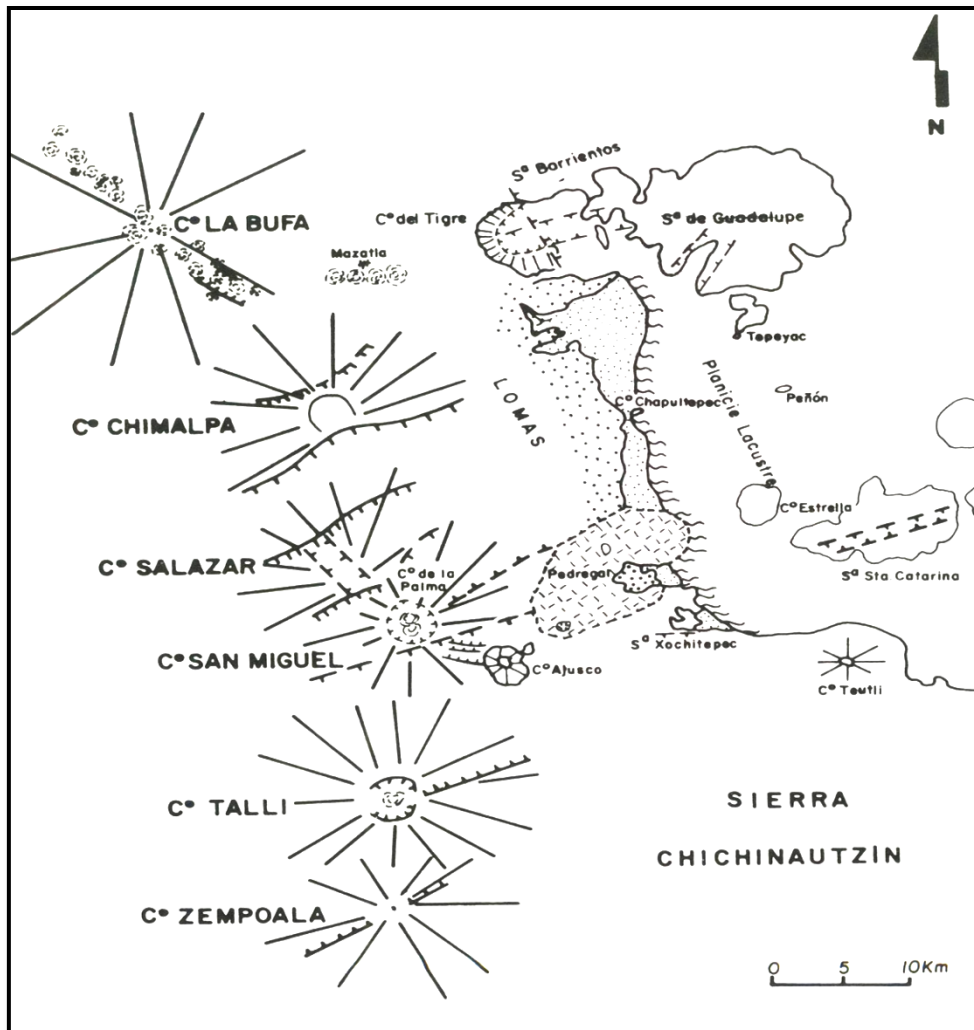 N
Sª Barrientos
Cº del Tigre
Sª de Guadalupe
Cº LA BUFA
Mazatla
Tepeyac
Planicie Lacustre
Peñón
LOMAS
Cº Chapultepec
Cº CHIMALPA
Cº Estrella
Cº SALAZAR
Cº de la
Palma
Pedregal
Sª Sta. Catarina
Cº SAN MIGUEL
Sª Xochitepec
Cº Ajusco
Cº Teutli
Cº TALLI
SIERRA
CHICHINAUTZIN
Cº ZEMPOALA
0 5 10Km